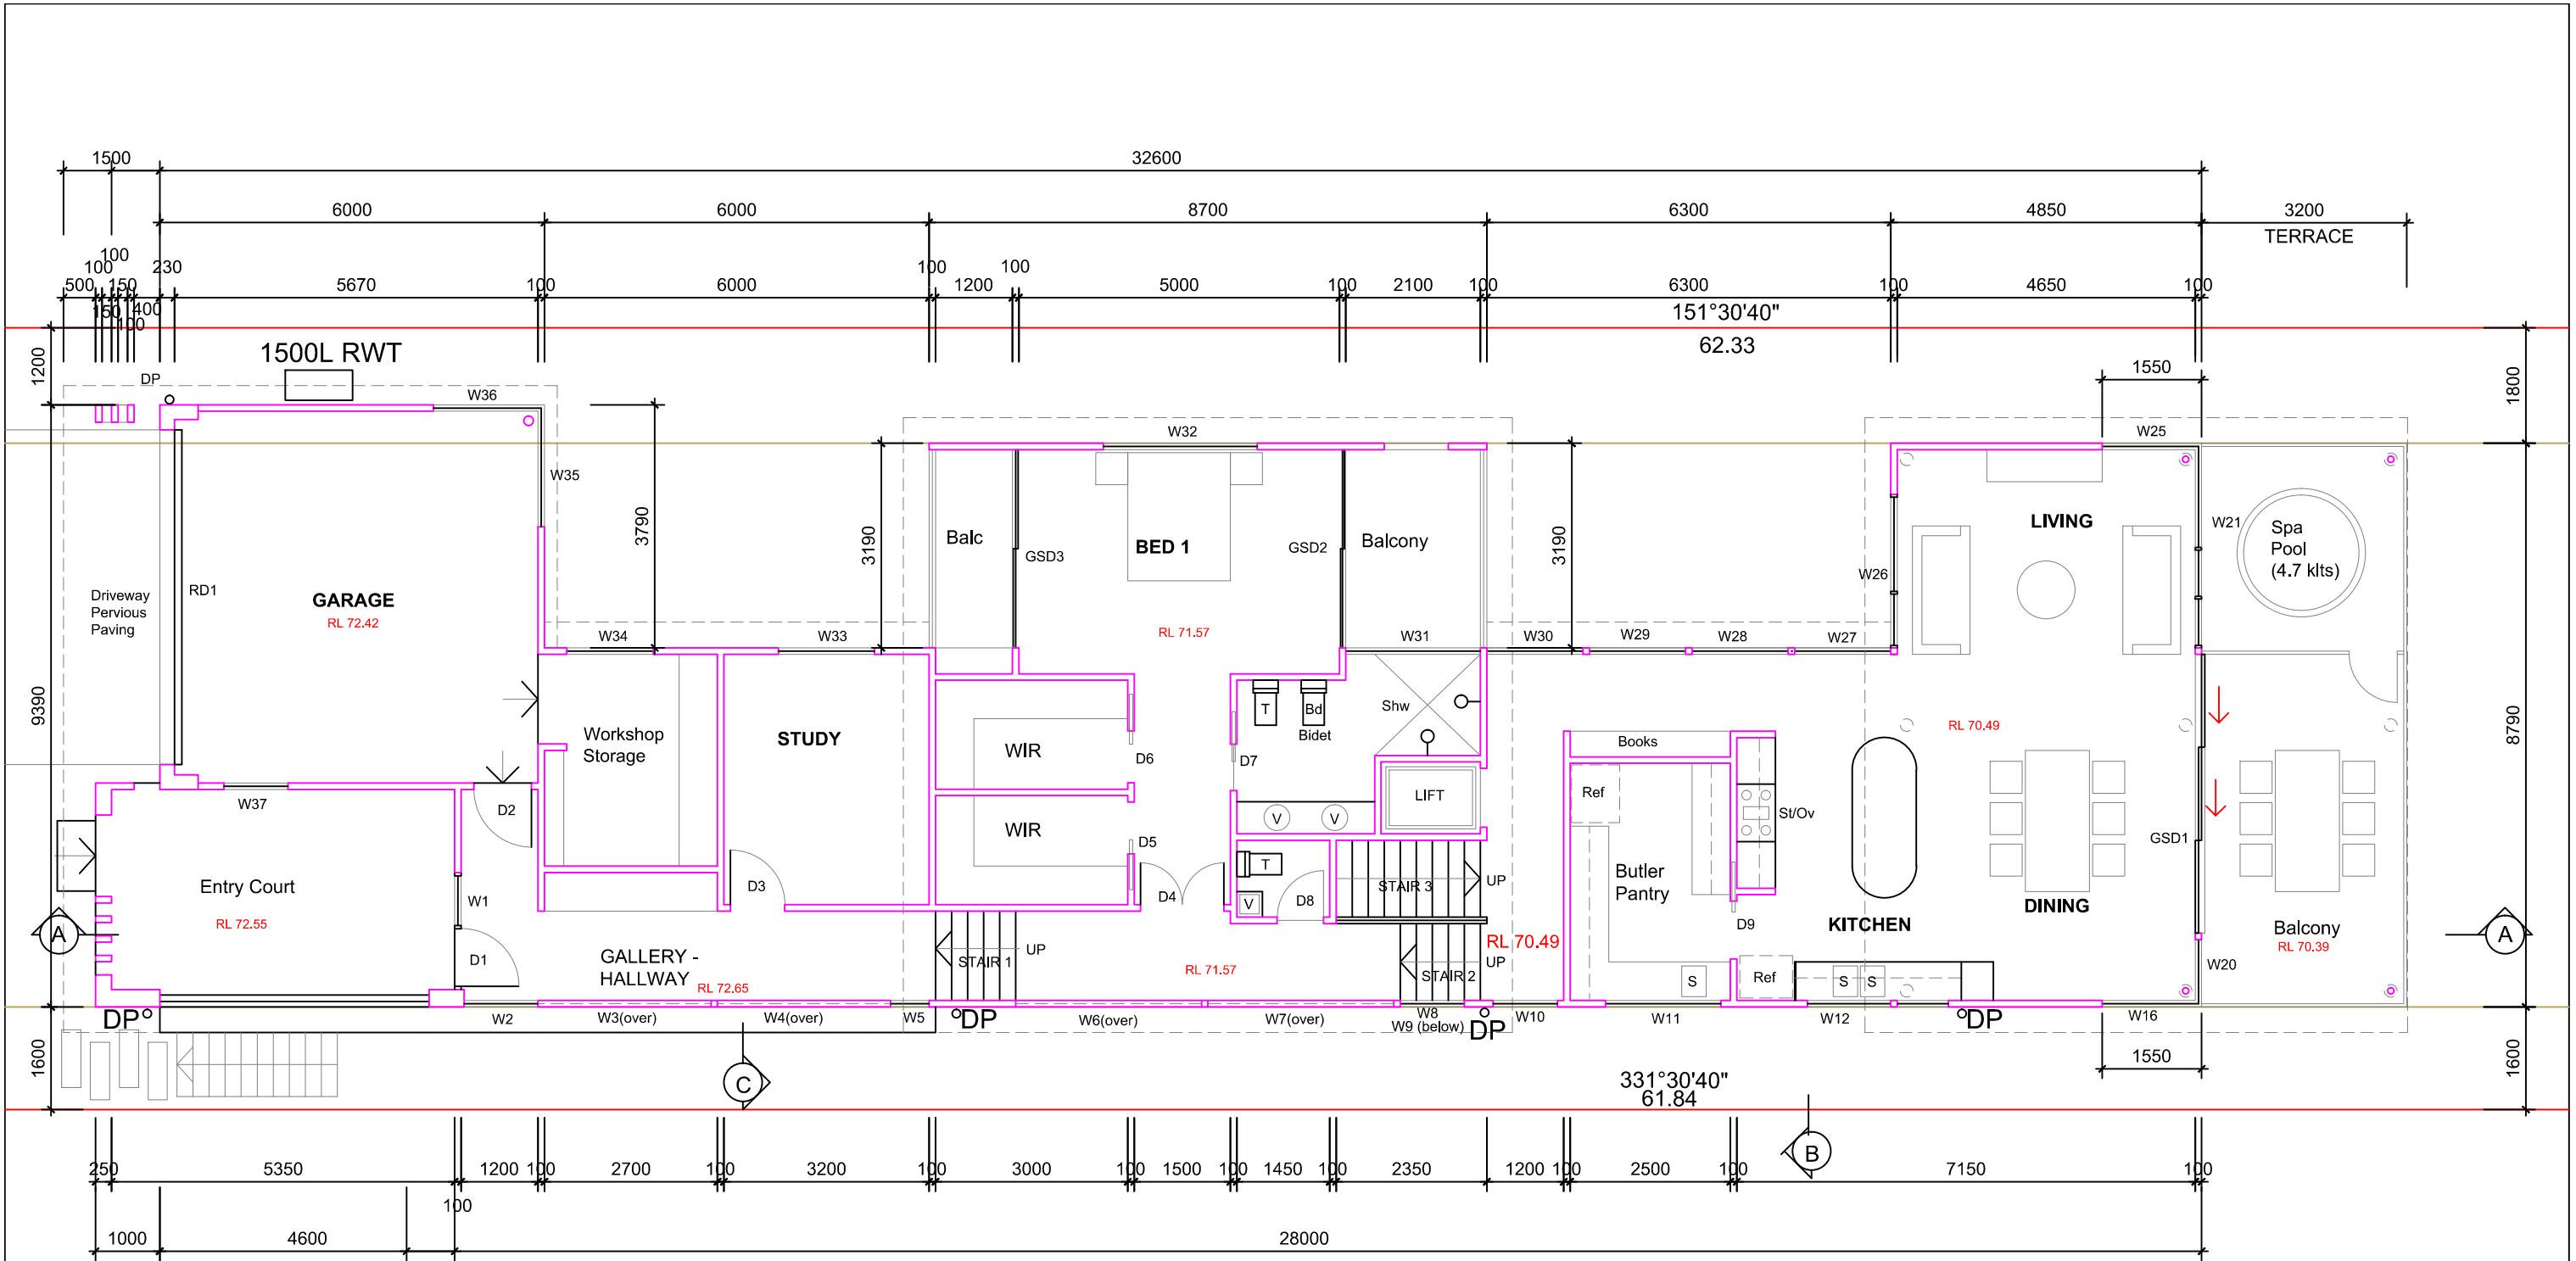 1500
32600
6000
6000
8700
6300
4850
3200
TERRACE
100
100
230
100
100
500
150
5670
100
6000
1200
5000
100
2100
100
6300
100
4650
100
150
400
100
151°30'40"
62.33
1200
1500L RWT
DP
1550
1800
W36
W32
W25
W35
3790
3190
3190
Balc
BED 1
GSD3
GSD2
Balcony
LIVING
W21
Spa
Pool
(4.7 klts)
W26
Driveway
Pervious
Paving
RD1
GARAGE
RL 72.42
RL 71.57
W34
W33
W31
W30
W29
W28
W27
9390
8790
T
Bd
Bidet
Shw
Workshop
Storage
STUDY
WIR
D6
D7
Books
RL 70.49
LIFT
Ref
St/Ov
W37
D2
V
V
WIR
D5
GSD1
Entry Court
T
Butler
Pantry
D3
D4
V
D8
STAIR 3
UP
W1
RL 72.55
A
D1
GALLERY -
HALLWAY
RL 72.65
STAIR 1
UP
RL 71.57
RL 70.49
UP
STAIR 2
D9
KITCHEN
DINING
Balcony
RL 70.39
A
W20
S
Ref
S
S
DP
W2
W3(over)
W4(over)
W5
DP
W6(over)
W7(over)
W8
W9 (below)
DP
W10
W11
W12
DP
W16
1600
1600
1550
C
331°30'40"
61.84
B
250
5350
1200
100
2700
100
3200
100
3000
100
1500
100
1450
100
2350
1200
100
2500
100
7150
100
100
1000
4600
28000